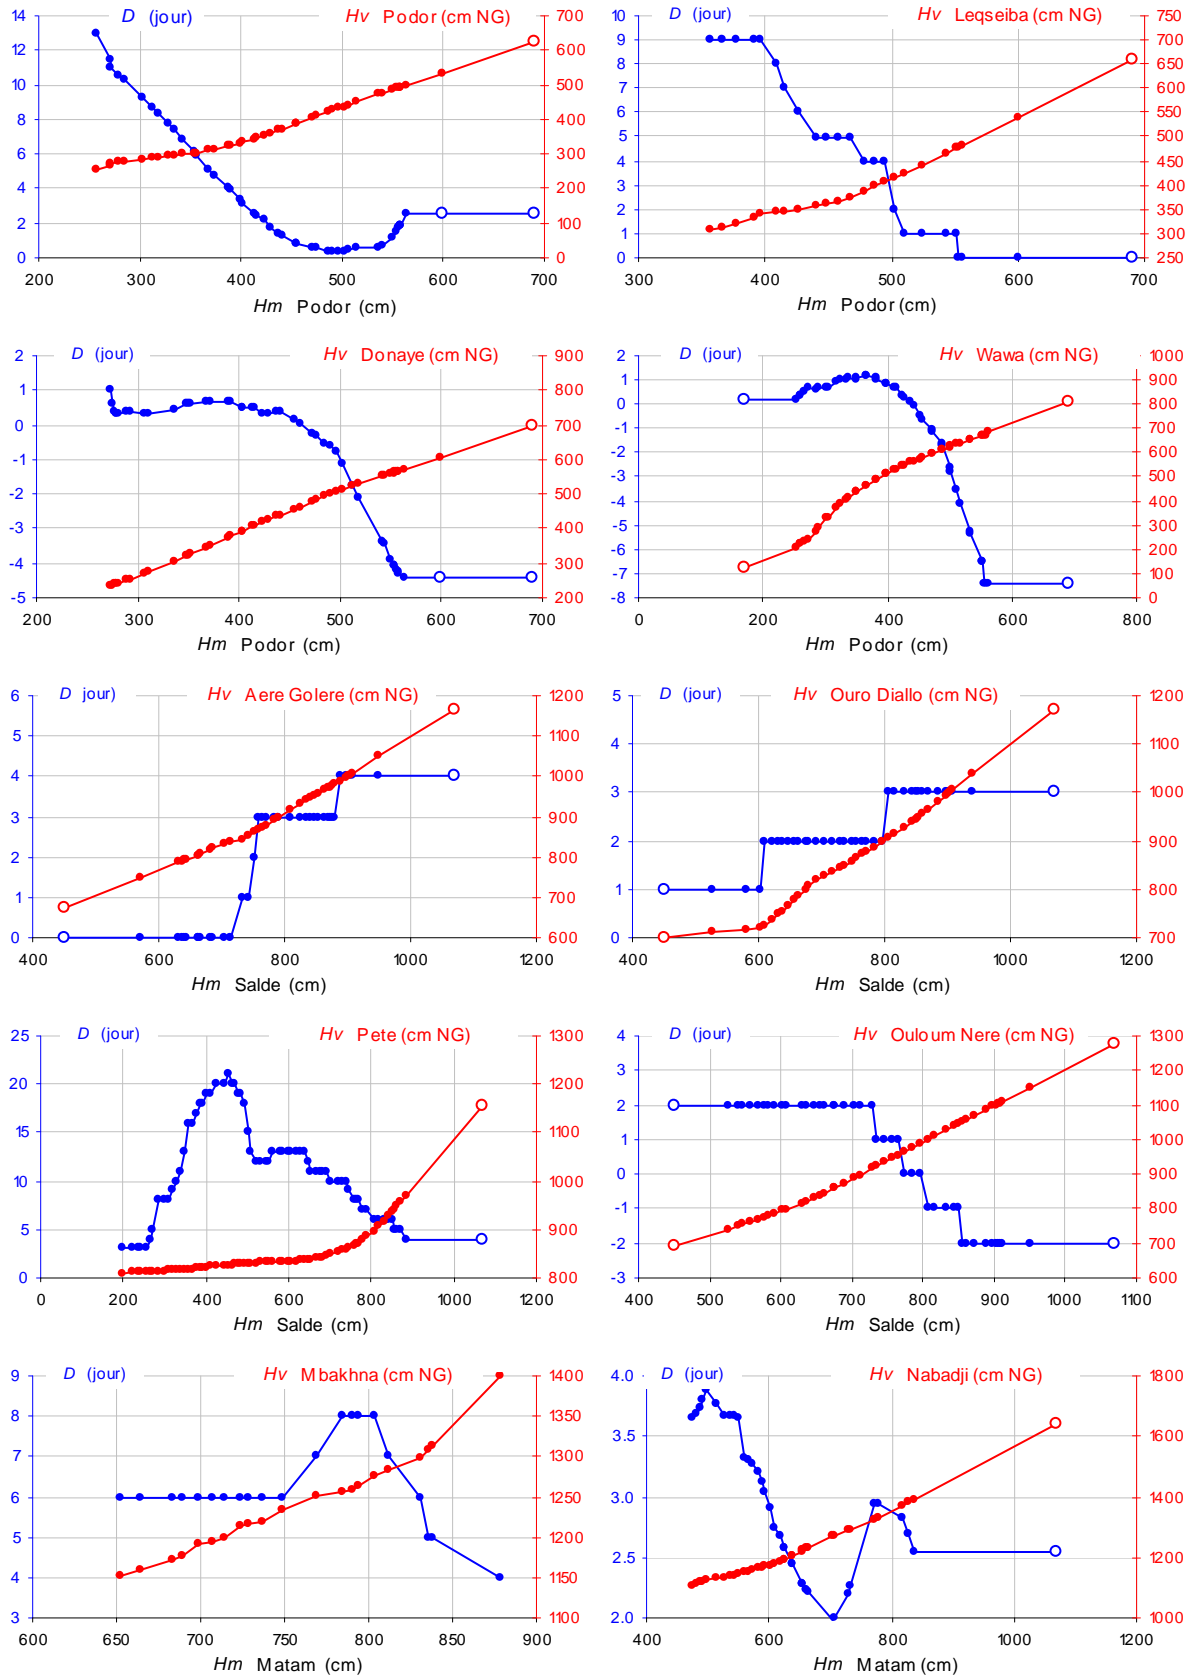 D (jour) Hv Podor (cm NG)
14 12 10 8 6 4 2 0
700 600 500 400 300 200 100 0
200 300 400 500 600 700
Hm Podor (cm)
D (jour) Hv Leqseiba (cm NG)
10 9 8 7 6 5 4 3 2 1 0
750 700 650 600 550 500 450 400 350 300 250
300 400 500 600 700
Hm Podor (cm)
D (jour) Hv Donaye (cm NG)
2 1 0 -1 -2 -3 -4 -5
900 800 700 600 500 400 300 200
200 300 400 500 600 700
Hm Podor (cm)
D (jour) Hv Wawa (cm NG)
2 1 0 -1 -2 -3 -4 -5 -6 -7 -8
1000 900 800 700 600 500 400 300 200 100 0
0 200 400 600 800
Hm Podor (cm)
D jour) Hv Aere Golere (cm NG)
6 5 4 3 2 1 0
1200 1100 1000 900 800 700 600
400 600 800 1000 1200
Hm Salde (cm)
D (jour) Hv Ouro Diallo (cm NG)
5 4 3 2 1 0
1200 1100 1000 900 800 700
400 600 800 1000 1200
Hm Salde (cm)
D (jour) Hv Pete (cm NG)
25 20 15 10 5 0
1300 1200 1100 1000 900 800
0 200 400 600 800 1000 1200
Hm Salde (cm)
D (jour) Hv Ouloum Nere (cm NG)
4 3 2 1 0 -1 -2 -3
1300 1200 1100 1000 900 800 700 600
400 500 600 700 800 900 1000 1100
Hm Salde (cm)
D (jour) Hv Mbakhna (cm NG)
9 8 7 6 5 4 3
1400 1350 1300 1250 1200 1150 1100
600 650 700 750 800 850 900
Hm Matam (cm)
D (jour) Hv Nabadji (cm NG)
4.0 3.5 3.0 2.5 2.0
1800 1600 1400 1200 1000
400 600 800 1000 1200
Hm Matam (cm)